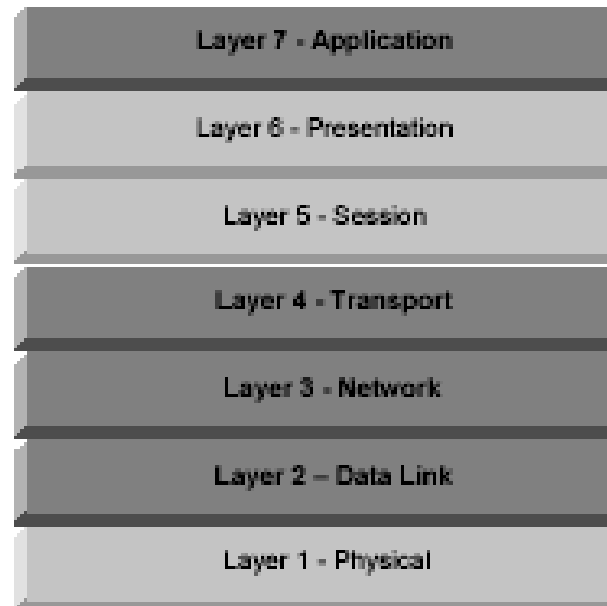 Layer 7 - Application
Layer 6 - Presentation
Layer 5 - Session
Layer 4 - Transport
Layer 3 - Network
Layer 2 – Data Link
Layer 1 - Physical